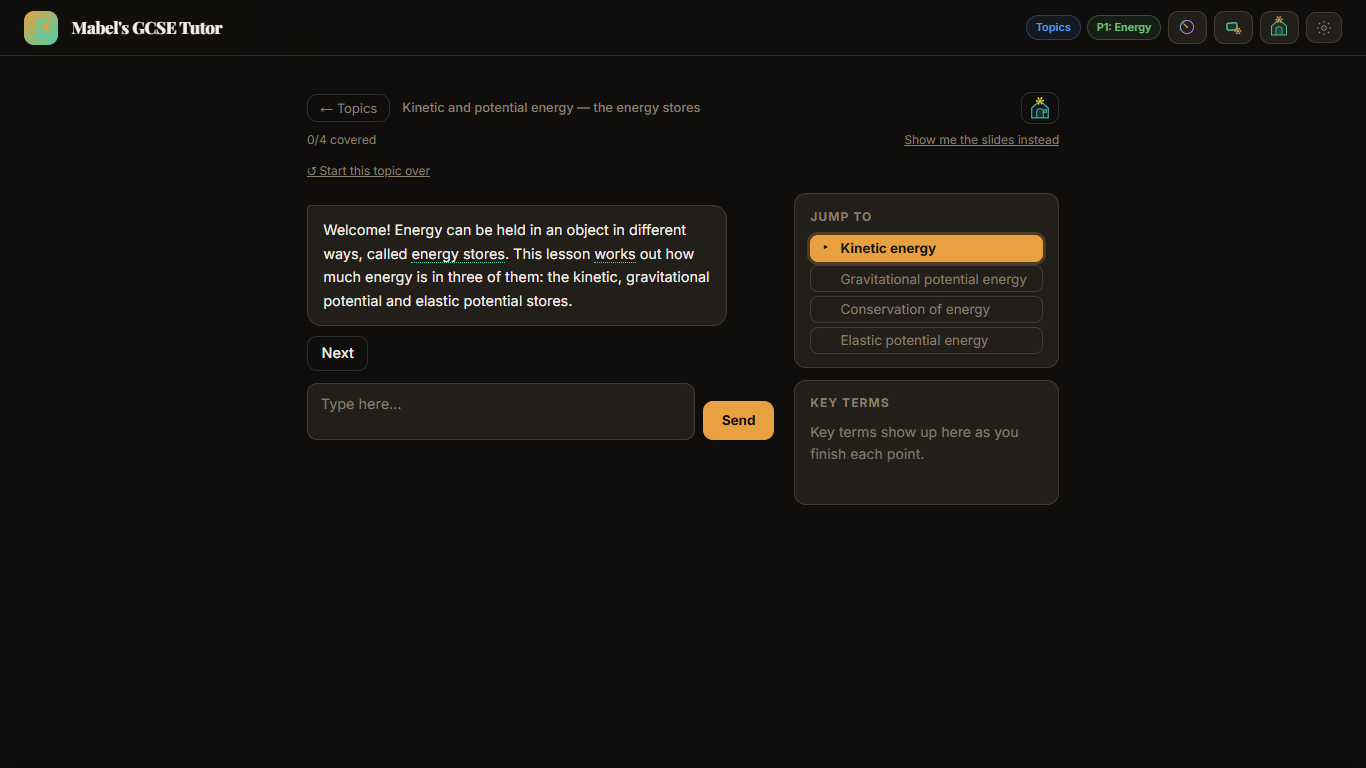 Mabel's GCSE Tutor
Topics
P1: Energy
← Topics
Kinetic and potential energy — the energy stores
0/4 covered
Show me the slides instead
↺ Start this topic over
Welcome! Energy can be held in an object in different
ways, called energy stores. This lesson works out how
much energy is in three of them: the kinetic, gravitational
potential and elastic potential stores.
Next
Type here...
Send
JUMP TO
‣ Kinetic energy
Gravitational potential energy
Conservation of energy
Elastic potential energy
KEY TERMS
Key terms show up here as you
finish each point.